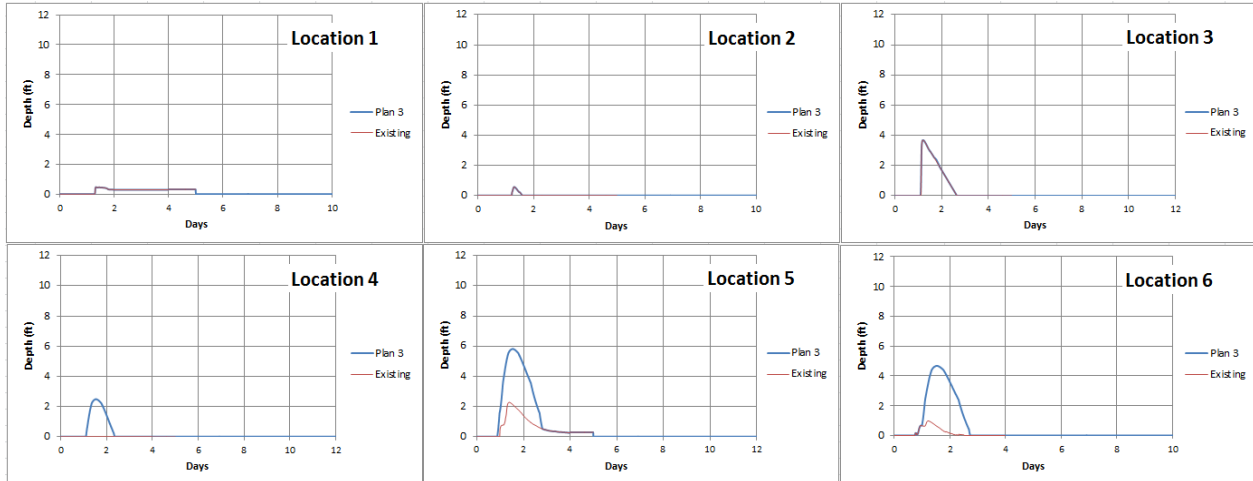 Location 1
Depth (ft)
12
10
8
6
4
2
0
0 2 4 6 8 10
Days
Plan 3
Existing
Location 2
Depth (ft)
12
10
8
6
4
2
0
0 2 4 6 8 10
Days
Plan 3
Existing
Location 3
Depth (ft)
12
10
8
6
4
2
0
0 2 4 6 8 10 12
Days
Plan 3
Existing
Location 4
Depth (ft)
12
10
8
6
4
2
0
0 2 4 6 8 10 12
Days
Plan 3
Existing
Location 5
Depth (ft)
12
10
8
6
4
2
0
0 2 4 6 8 10 12
Days
Plan 3
Existing
Location 6
Depth (ft)
12
10
8
6
4
2
0
0 2 4 6 8 10
Days
Plan 3
Existing